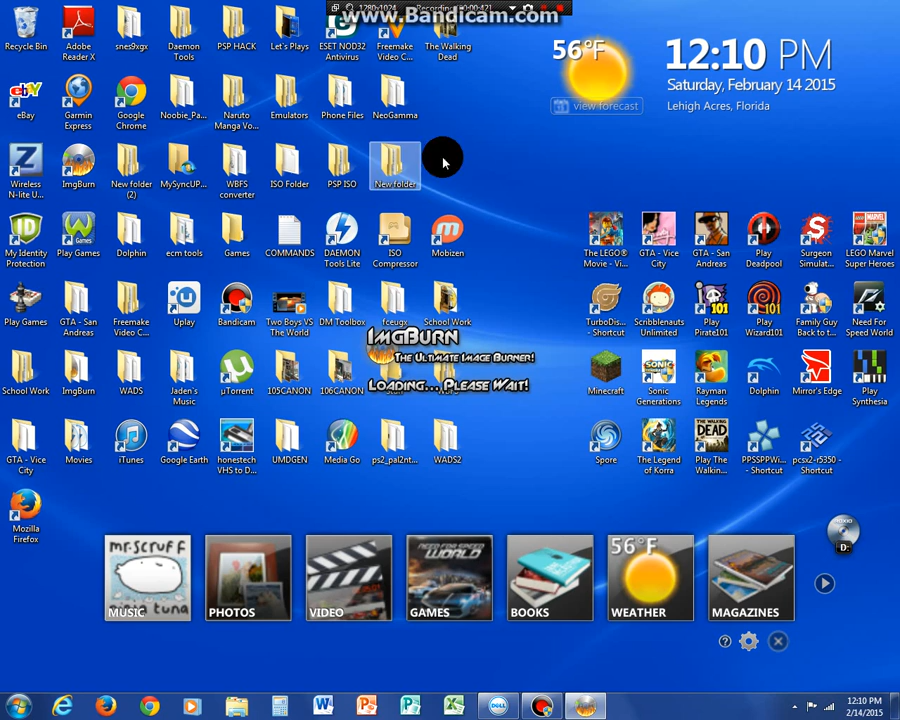 1280x1024
Recording [0:00:42]
www.Bandicam.com
Recycle Bin
Adobe Reader X
snes9xgx
Daemon Tools
PSP HACK
Let's Plays
ESET NOD32 Antivirus
Freemake Video C...
The Walking Dead
56°F
12:10 PM
Saturday, February 14 2015
Lehigh Acres, Florida
view forecast
eBay
Garmin Express
Google Chrome
Noobie_Pa...
Naruto Manga Vo...
Emulators
Phone Files
NeoGamma
Wireless N-lite U...
ImgBurn
New folder (2)
MySyncUP...
WBFS converter
ISO Folder
PSP ISO
New folder
My Identity Protection
Play Games
Dolphin
ecm tools
Games
COMMANDS
DAEMON Tools Lite
ISO Compressor
Mobizen
The LEGO® Movie - Vi...
GTA - Vice City
GTA - San Andreas
Play Deadpool
Surgeon Simulat...
LEGO Marvel Super Heroes
Play Games
GTA - San Andreas
Freemake Video C...
Uplay
Bandicam
Two Boys VS The World
DM Toolbox
fceugx
School Work
TurboDis... - Shortcut
Scribblenauts Unlimited
Play Pirate101
Play Wizard101
Family Guy Back to t...
Need For Speed World
ImgBurn
The Ultimate Image Burner!
Loading... Please Wait!
School Work
ImgBurn
WADS
Jaden's Music
µTorrent
105CANON
106CANON
Minecraft
Sonic Generations
Rayman Legends
Dolphin
Mirror's Edge
Play Synthesia
GTA - Vice City
Movies
iTunes
Google Earth
honestech VHS to D...
UMDGEN
Media Go
ps2_pal2nt...
WADS2
Spore
The Legend of Korra
Play The Walkin...
PPSSPPWi... - Shortcut
pcsx2-r5350 - Shortcut
Mozilla Firefox
D:
mr.scruff
MUSIC
PHOTOS
VIDEO
NEED FOR SPEED WORLD
GAMES
BOOKS
56°F
WEATHER
MAGAZINES
DELL
12:10 PM
2/14/2015